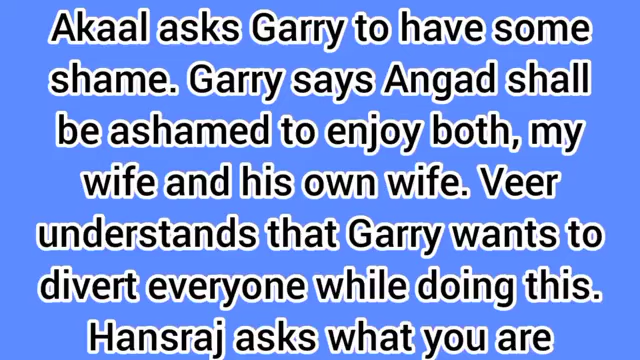 Akaal asks Garry to have some
shame. Garry says Angad shall
be ashamed to enjoy both, my
wife and his own wife. Veer
understands that Garry wants to
divert everyone while doing this.
Hansraj asks what you are